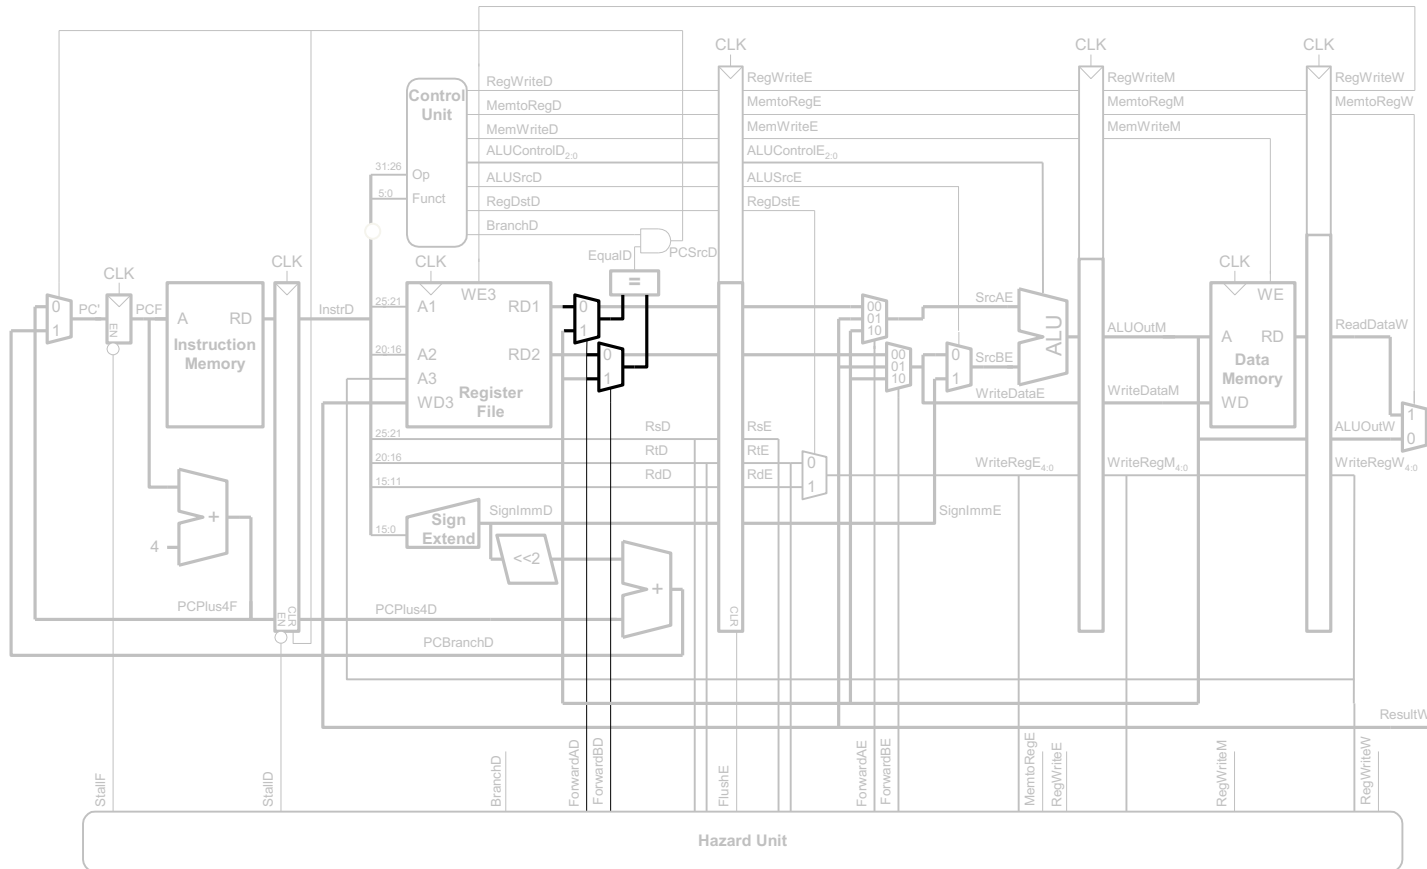 CLK
CLK
CLK
Control
Unit
RegWriteD
MemtoRegD
MemWriteD
ALUControlD2:0
ALUSrcD
RegDstD
BranchD
31:26
Op
5:0
Funct
RegWriteE
MemtoRegE
MemWriteE
ALUControlE2:0
ALUSrcE
RegDstE
RegWriteM
MemtoRegM
MemWriteM
RegWriteW
MemtoRegW
EqualD
PCSrcD
=
CLK
CLK
CLK
CLK
0
1
PC'
PCF
EN
A
RD
Instruction
Memory
InstrD
25:21
20:16
A1
A2
A3
WD3
WE3
RD1
RD2
Register
File
0
1
0
1
00
01
10
00
01
10
SrcAE
0
1
SrcBE
ALU
WriteDataE
ALUOutM
WriteDataM
A
RD
WE
Data
Memory
WD
ReadDataW
ALUOutW
1
0
25:21
20:16
15:11
15:0
RsD
RtD
RdD
RsE
RtE
RdE
0
1
WriteRegE4:0
WriteRegM4:0
WriteRegW4:0
Sign
Extend
SignImmD
SignImmE
<<2
+
4
+
PCPlus4F
EN
CLR
PCPlus4D
CLR
PCBranchD
ResultW
StallF
StallD
BranchD
ForwardAD
ForwardBD
FlushE
ForwardAE
ForwardBE
MemtoRegE
RegWriteE
RegWriteM
RegWriteW
Hazard Unit